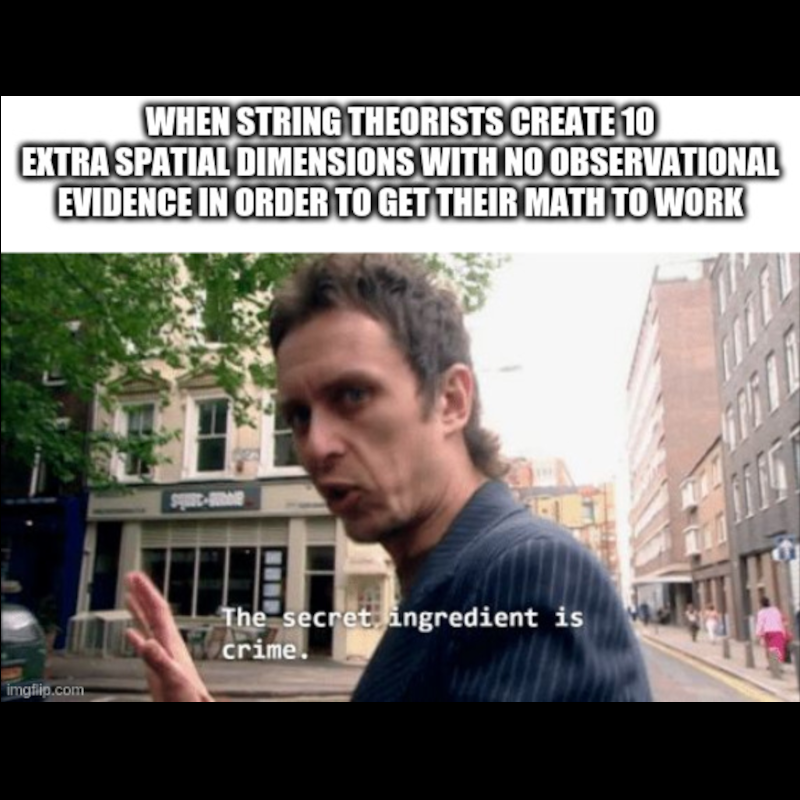 WHEN STRING THEORISTS CREATE 10
EXTRA SPATIAL DIMENSIONS WITH NO OBSERVATIONAL
EVIDENCE IN ORDER TO GET THEIR MATH TO WORK
The secret ingredient is
crime.
imgflip.com